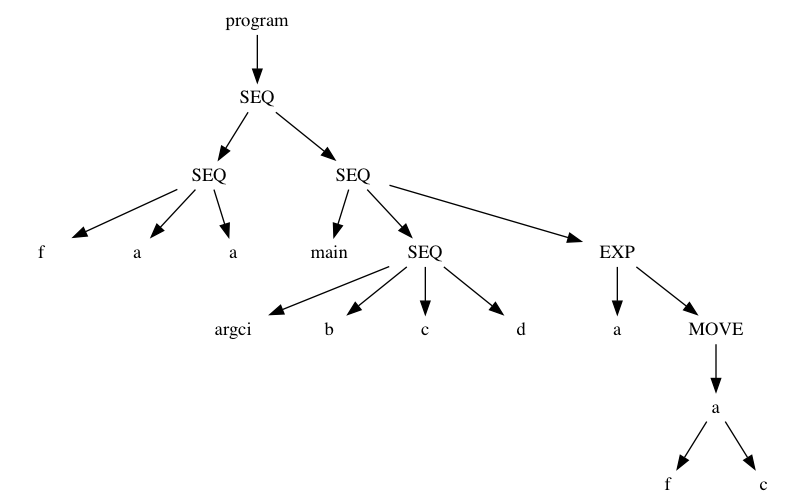 program
SEQ
SEQ SEQ
f a a main SEQ EXP
argci b c d a MOVE
a
f c